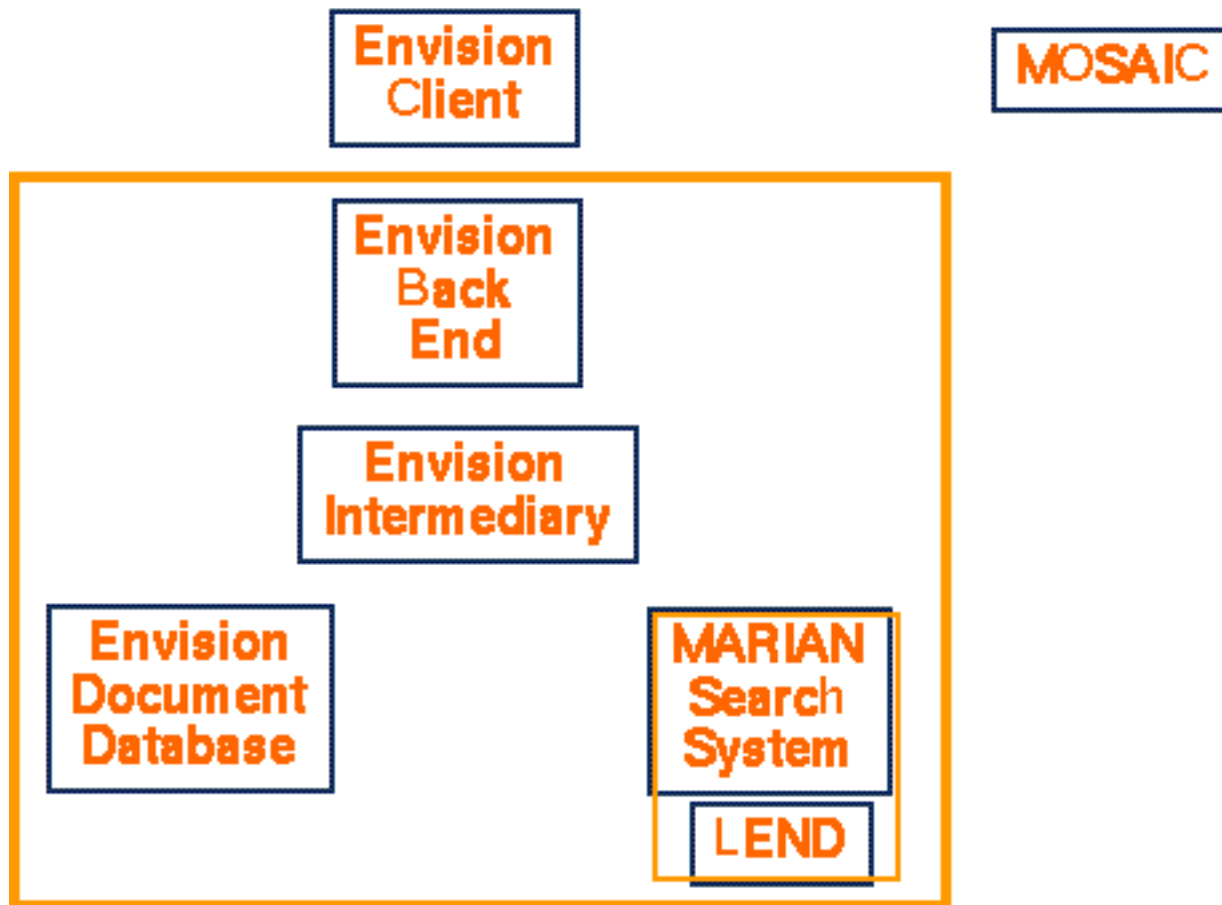 Envision
Client
MOSAIC
Envision
Back
End
Envision
Intermediary
Envision
Document
Database
MARIAN
Search
System
LEND